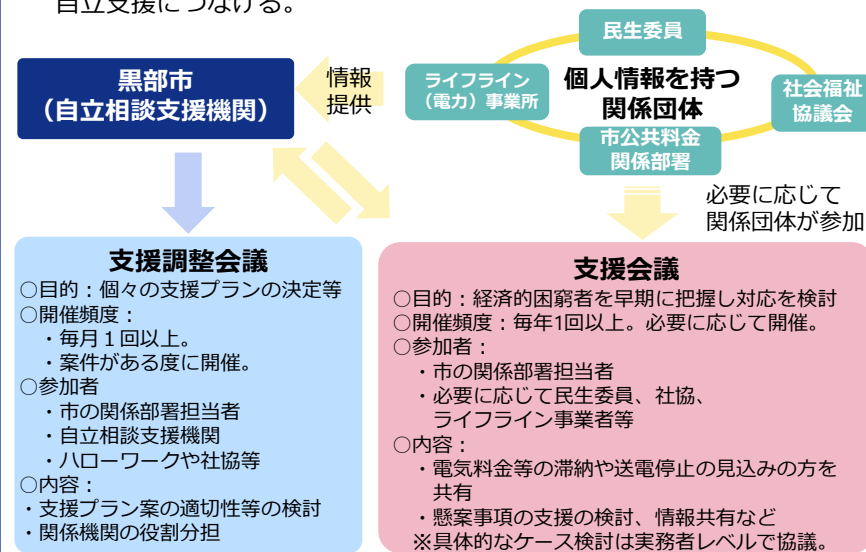 自立支援につなげる。
民生委員
黒部市
（自立相談支援機関）
情報
提供
ライフライン
（電力）事業所
個人情報を持つ
関係団体
社会福祉
協議会
市公共料金
関係部署
必要に応じて
関係団体が参加
支援調整会議
○目的：個々の支援プランの決定等
○開催頻度：
・毎月１回以上。
・案件がある度に開催。
○参加者
・市の関係部署担当者
・自立相談支援機関
・ハローワークや社協等
○内容：
・支援プラン案の適切性等の検討
・関係機関の役割分担
支援会議
○目的：経済的困窮者を早期に把握し対応を検討
○開催頻度：毎年1回以上。必要に応じて開催。
○参加者：
・市の関係部署担当者
・必要に応じて民生委員、社協、
ライフライン事業者等
○内容：
・電気料金等の滞納や送電停止の見込みの方を
共有
・懸案事項の支援の検討、情報共有など
※具体的なケース検討は実務者レベルで協議。